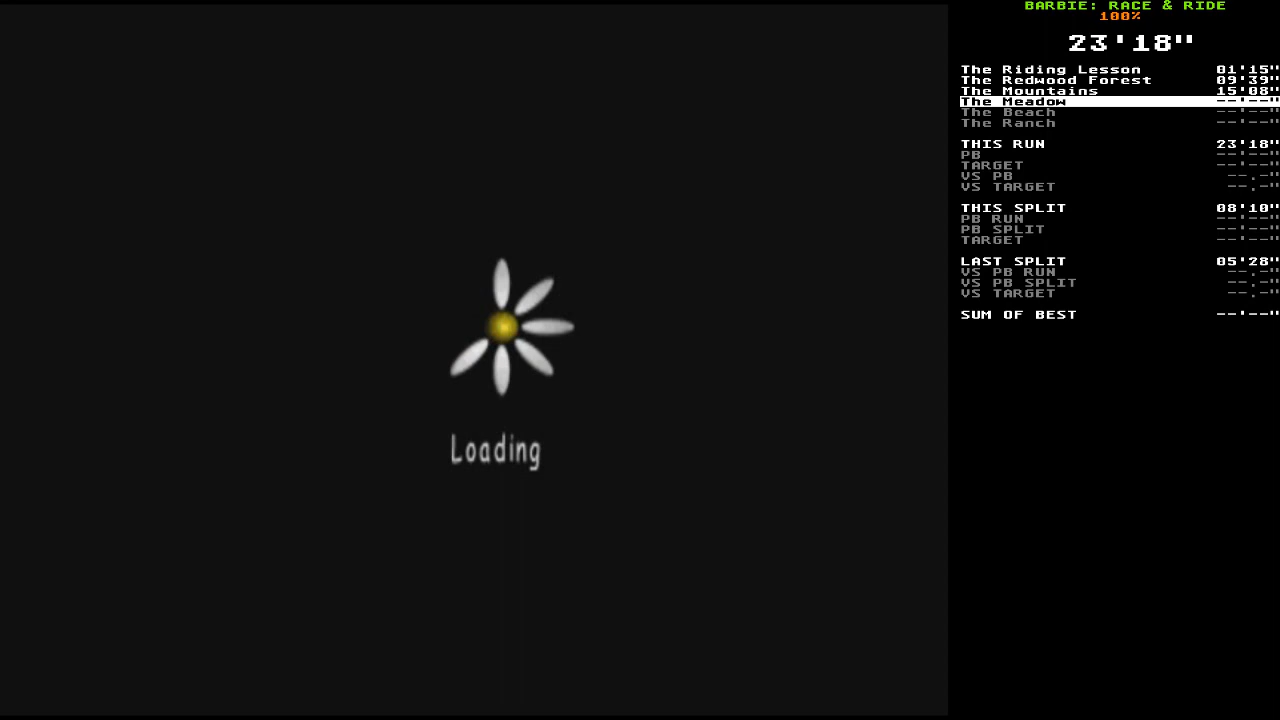 BARBIE: RACE & RIDE
100%
23'18"
The Riding Lesson 01'15"
The Redwood Forest 09'39"
The Mountains 15'08"
The Meadow --'--"
The Beach --'--"
The Ranch --'--"
THIS RUN 23'18"
PB --'--"
TARGET --'--"
VS PB --.-"
VS TARGET --.-"
THIS SPLIT 08'10"
PB RUN --'--"
PB SPLIT --'--"
TARGET --'--"
LAST SPLIT 05'28"
VS PB RUN --.-"
VS PB SPLIT --.-"
VS TARGET --.-"
SUM OF BEST --'--"
Loading